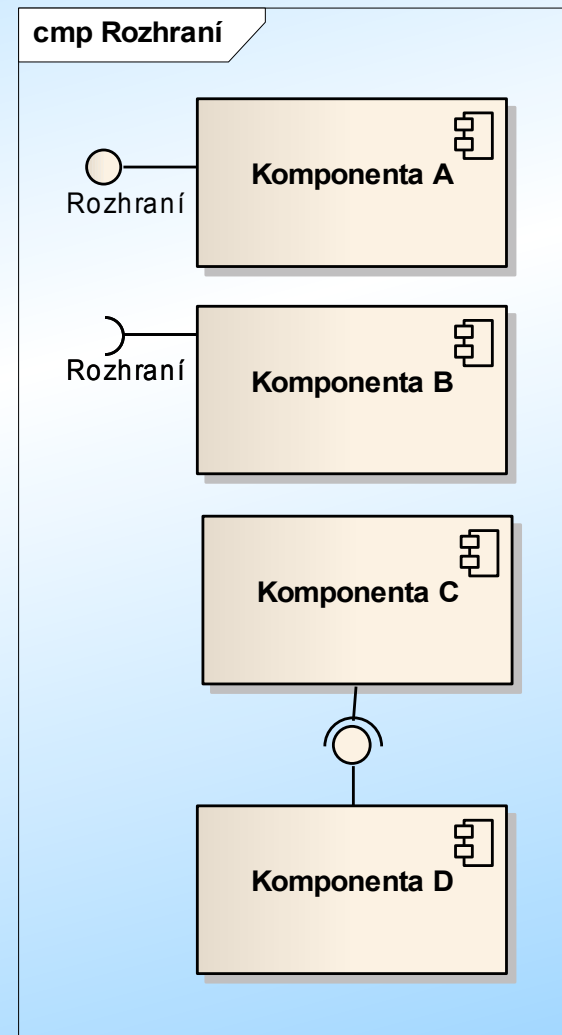 cmp Rozhraní
Komponenta A
Rozhraní
Komponenta B
Rozhraní
Komponenta C
Komponenta D